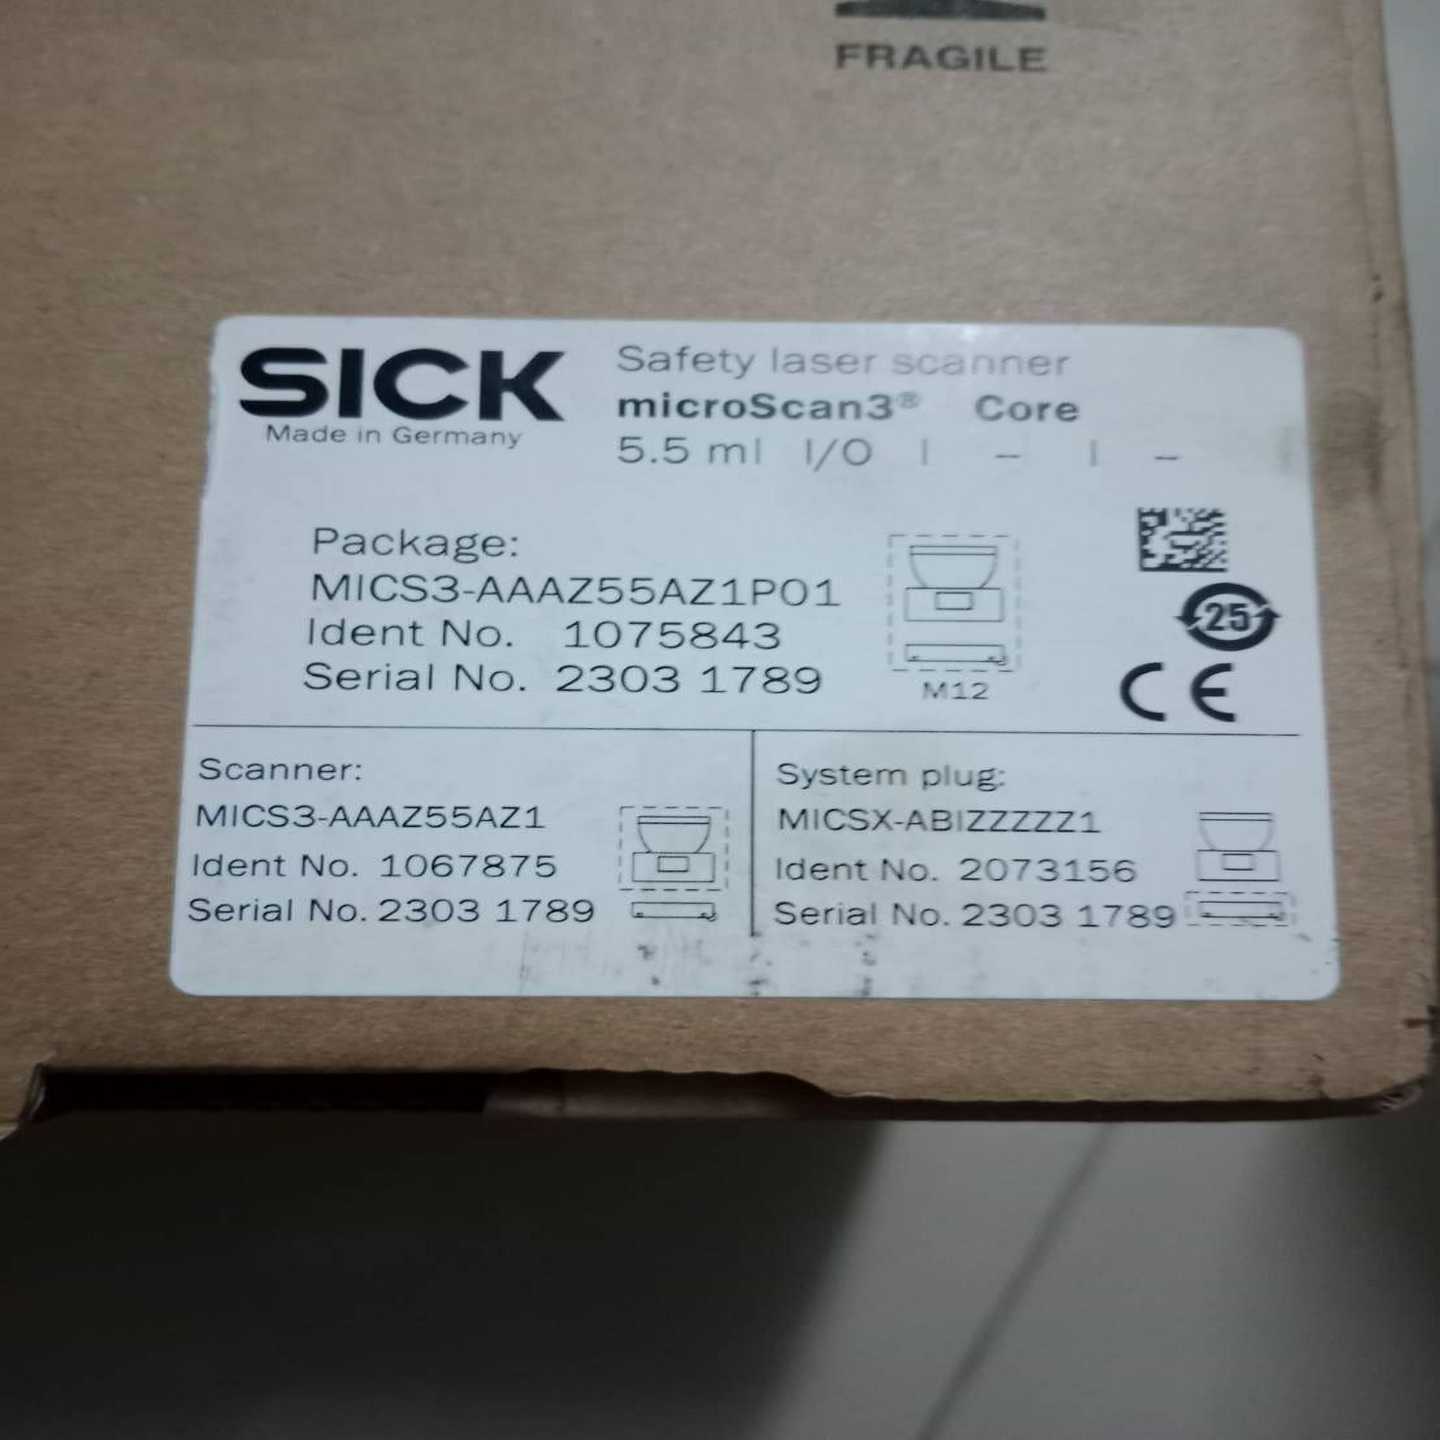 FRAGILE
SICK
Made in Germany
Safety laser scanner
microScan3® Core
5.5 m| I/O | - | -
Package:
MICS3-AAAZ55AZ1P01
Ident No. 1075843
Serial No. 2303 1789
M12
25
CE
Scanner:
MICS3-AAAZ55AZ1
Ident No. 1067875
Serial No. 2303 1789
System plug:
MICSX-ABIZZZZZ1
Ident No. 2073156
Serial No. 2303 1789